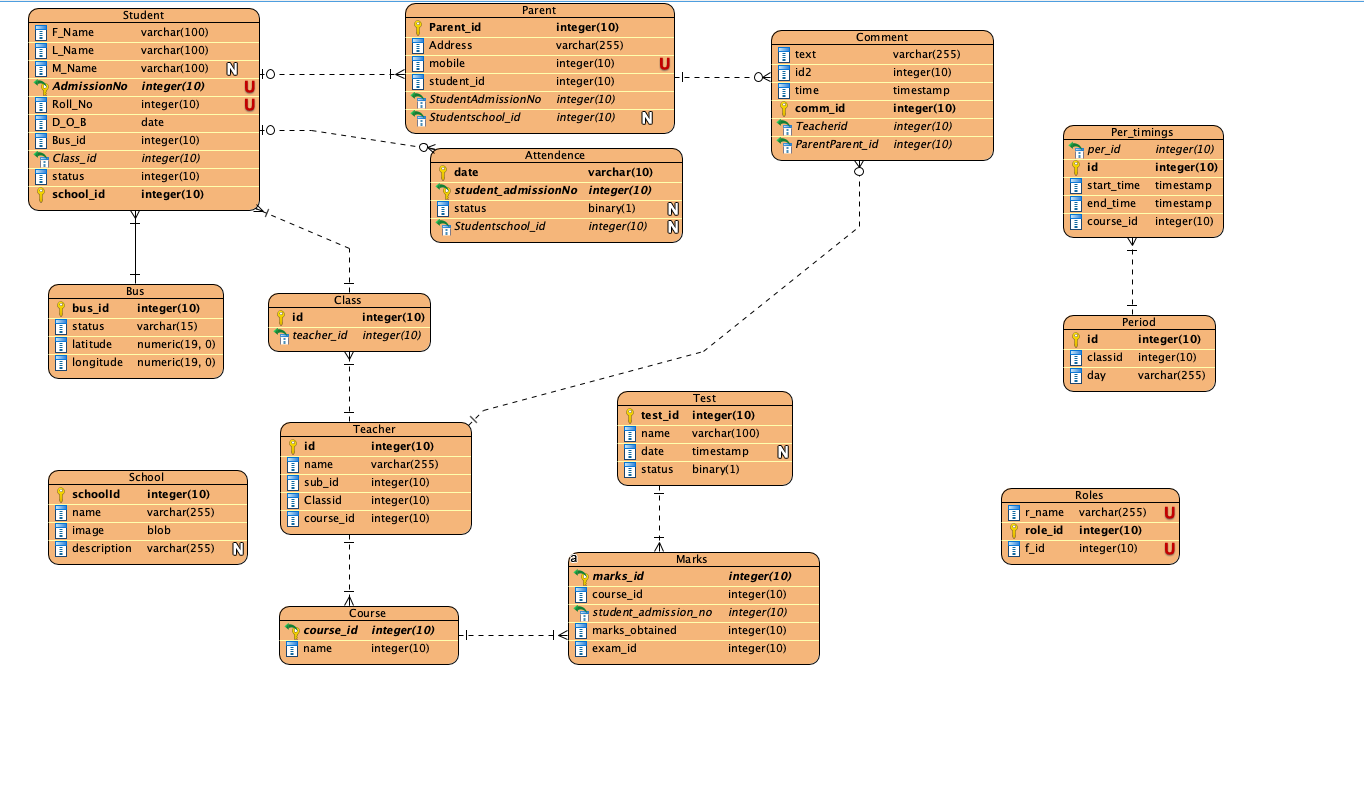 Student
F_Name varchar(100)
L_Name varchar(100)
M_Name varchar(100) N
AdmissionNo integer(10) U
Roll_No integer(10) U
D_O_B date
Bus_id integer(10)
Class_id integer(10)
status integer(10)
school_id integer(10)
Parent
Parent_id integer(10)
Address varchar(255)
mobile integer(10) U
student_id integer(10)
StudentAdmissionNo integer(10)
Studentschool_id integer(10) N
Comment
text varchar(255)
id2 integer(10)
time timestamp
comm_id integer(10)
Teacherid integer(10)
ParentParent_id integer(10)
Attendence
date varchar(10)
student_admissionNo integer(10)
status binary(1) N
Studentschool_id integer(10) N
Per_timings
per_id integer(10)
id integer(10)
start_time timestamp
end_time timestamp
course_id integer(10)
Bus
bus_id integer(10)
status varchar(15)
latitude numeric(19, 0)
longitude numeric(19, 0)
Class
id integer(10)
teacher_id integer(10)
Period
id integer(10)
classid integer(10)
day varchar(255)
Teacher
id integer(10)
name varchar(255)
sub_id integer(10)
Classid integer(10)
course_id integer(10)
Test
test_id integer(10)
name varchar(100)
date timestamp N
status binary(1)
School
schoolId integer(10)
name varchar(255)
image blob
description varchar(255) N
Roles
r_name varchar(255) U
role_id integer(10)
f_id integer(10) U
Course
course_id integer(10)
name integer(10)
a
Marks
marks_id integer(10)
course_id integer(10)
student_admission_no integer(10)
marks_obtained integer(10)
exam_id integer(10)